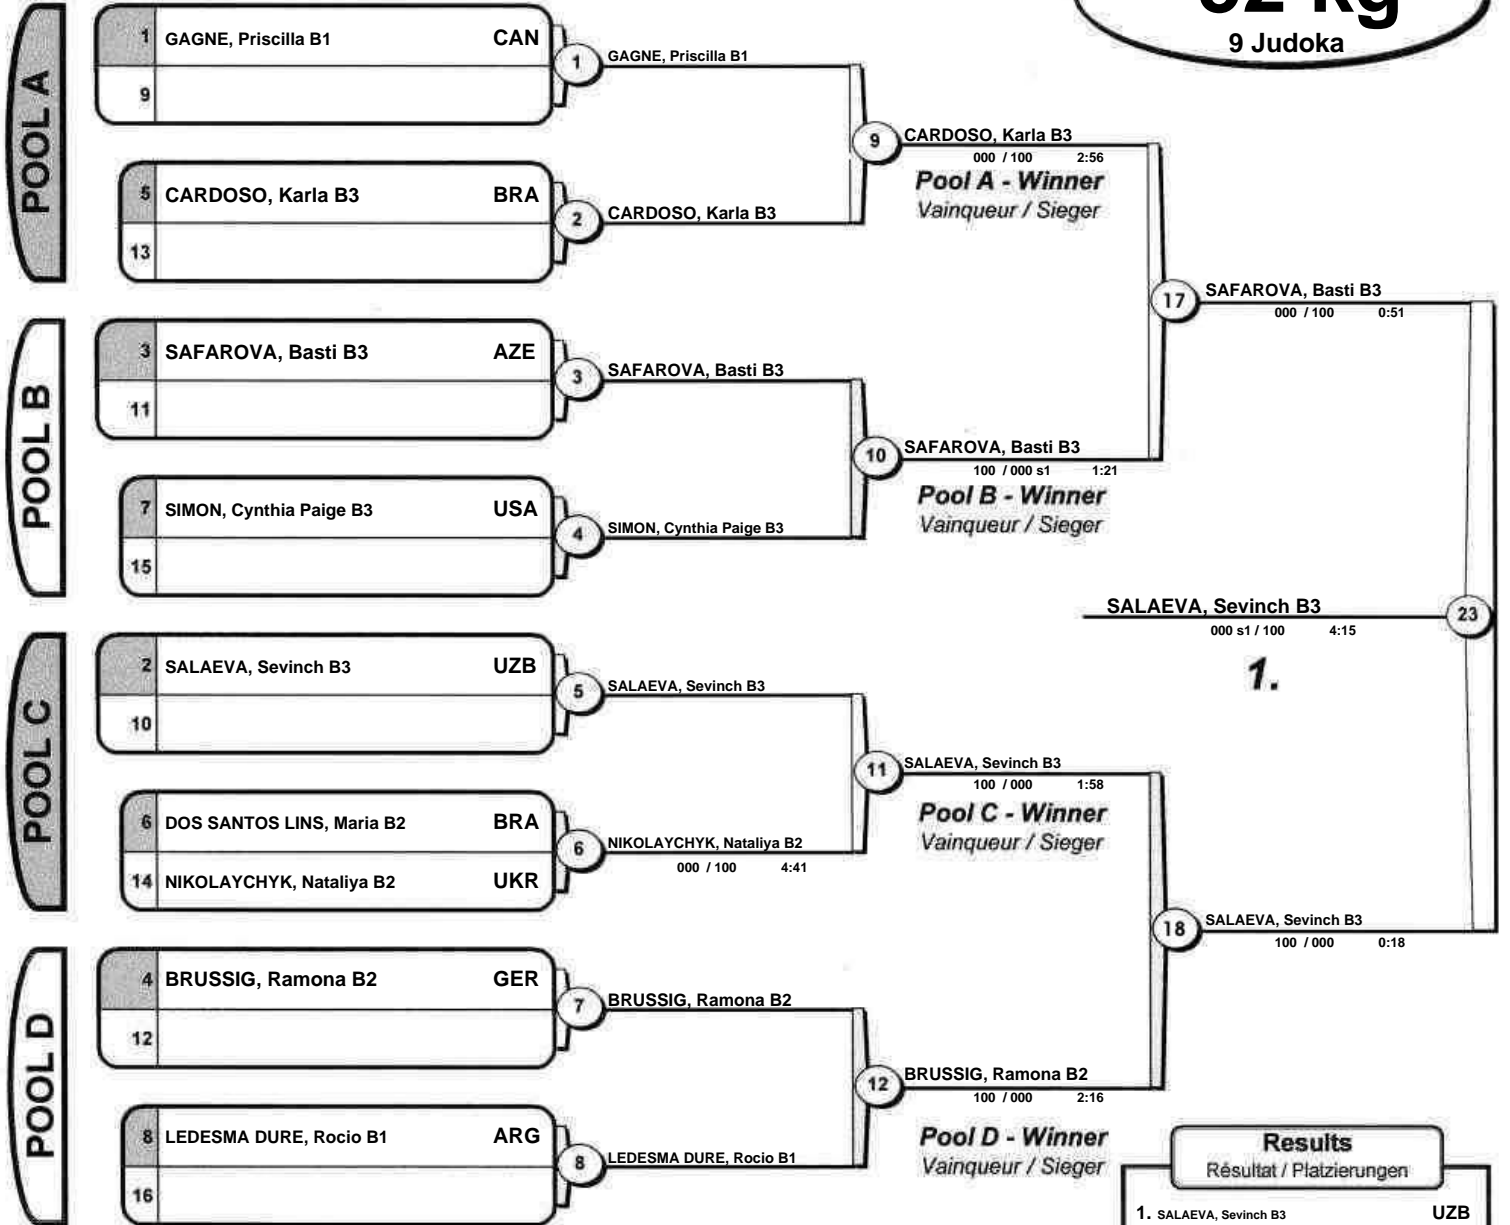 kg
9 Judoka
POOL A
1 GAGNE, Priscilla B1 CAN
9
1
GAGNE, Priscilla B1
5 CARDOSO, Karla B3 BRA
13
2
CARDOSO, Karla B3
9
CARDOSO, Karla B3
000 / 100 2:56
Pool A - Winner
Vainqueur / Sieger
POOL B
3 SAFAROVA, Basti B3 AZE
11
3
SAFAROVA, Basti B3
7 SIMON, Cynthia Paige B3 USA
15
4
SIMON, Cynthia Paige B3
10
SAFAROVA, Basti B3
100 / 000 s1 1:21
Pool B - Winner
Vainqueur / Sieger
17
SAFAROVA, Basti B3
000 / 100 0:51
SALAEVA, Sevinch B3
23
000 s1 / 100 4:15
1.
POOL C
2 SALAEVA, Sevinch B3 UZB
10
5
SALAEVA, Sevinch B3
6 DOS SANTOS LINS, Maria B2 BRA
14 NIKOLAYCHYK, Nataliya B2 UKR
6
NIKOLAYCHYK, Nataliya B2
000 / 100 4:41
11
SALAEVA, Sevinch B3
100 / 000 1:58
Pool C - Winner
Vainqueur / Sieger
18
SALAEVA, Sevinch B3
100 / 000 0:18
POOL D
4 BRUSSIG, Ramona B2 GER
12
7
BRUSSIG, Ramona B2
8 LEDESMA DURE, Rocio B1 ARG
16
8
LEDESMA DURE, Rocio B1
12
BRUSSIG, Ramona B2
100 / 000 2:16
Pool D - Winner
Vainqueur / Sieger
Results
Résultat / Platzierungen
1. SALAEVA, Sevinch B3 UZB